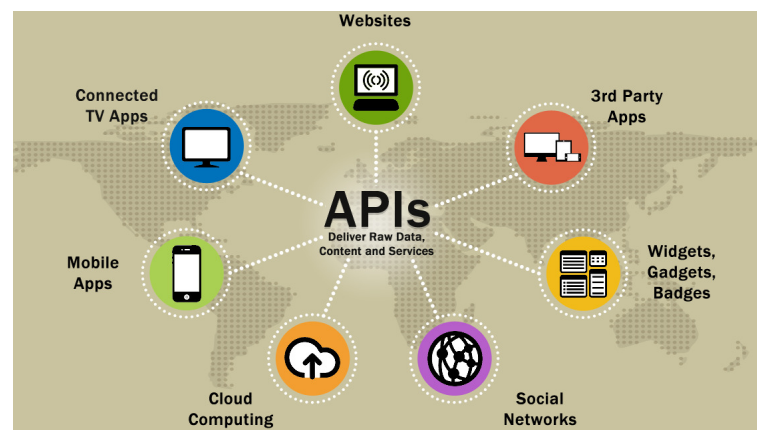 Websites
Connected
TV Apps
3rd Party
Apps
APIs
Deliver Raw Data,
Content and Services
Mobile
Apps
Widgets,
Gadgets,
Badges
Cloud
Computing
Social
Networks